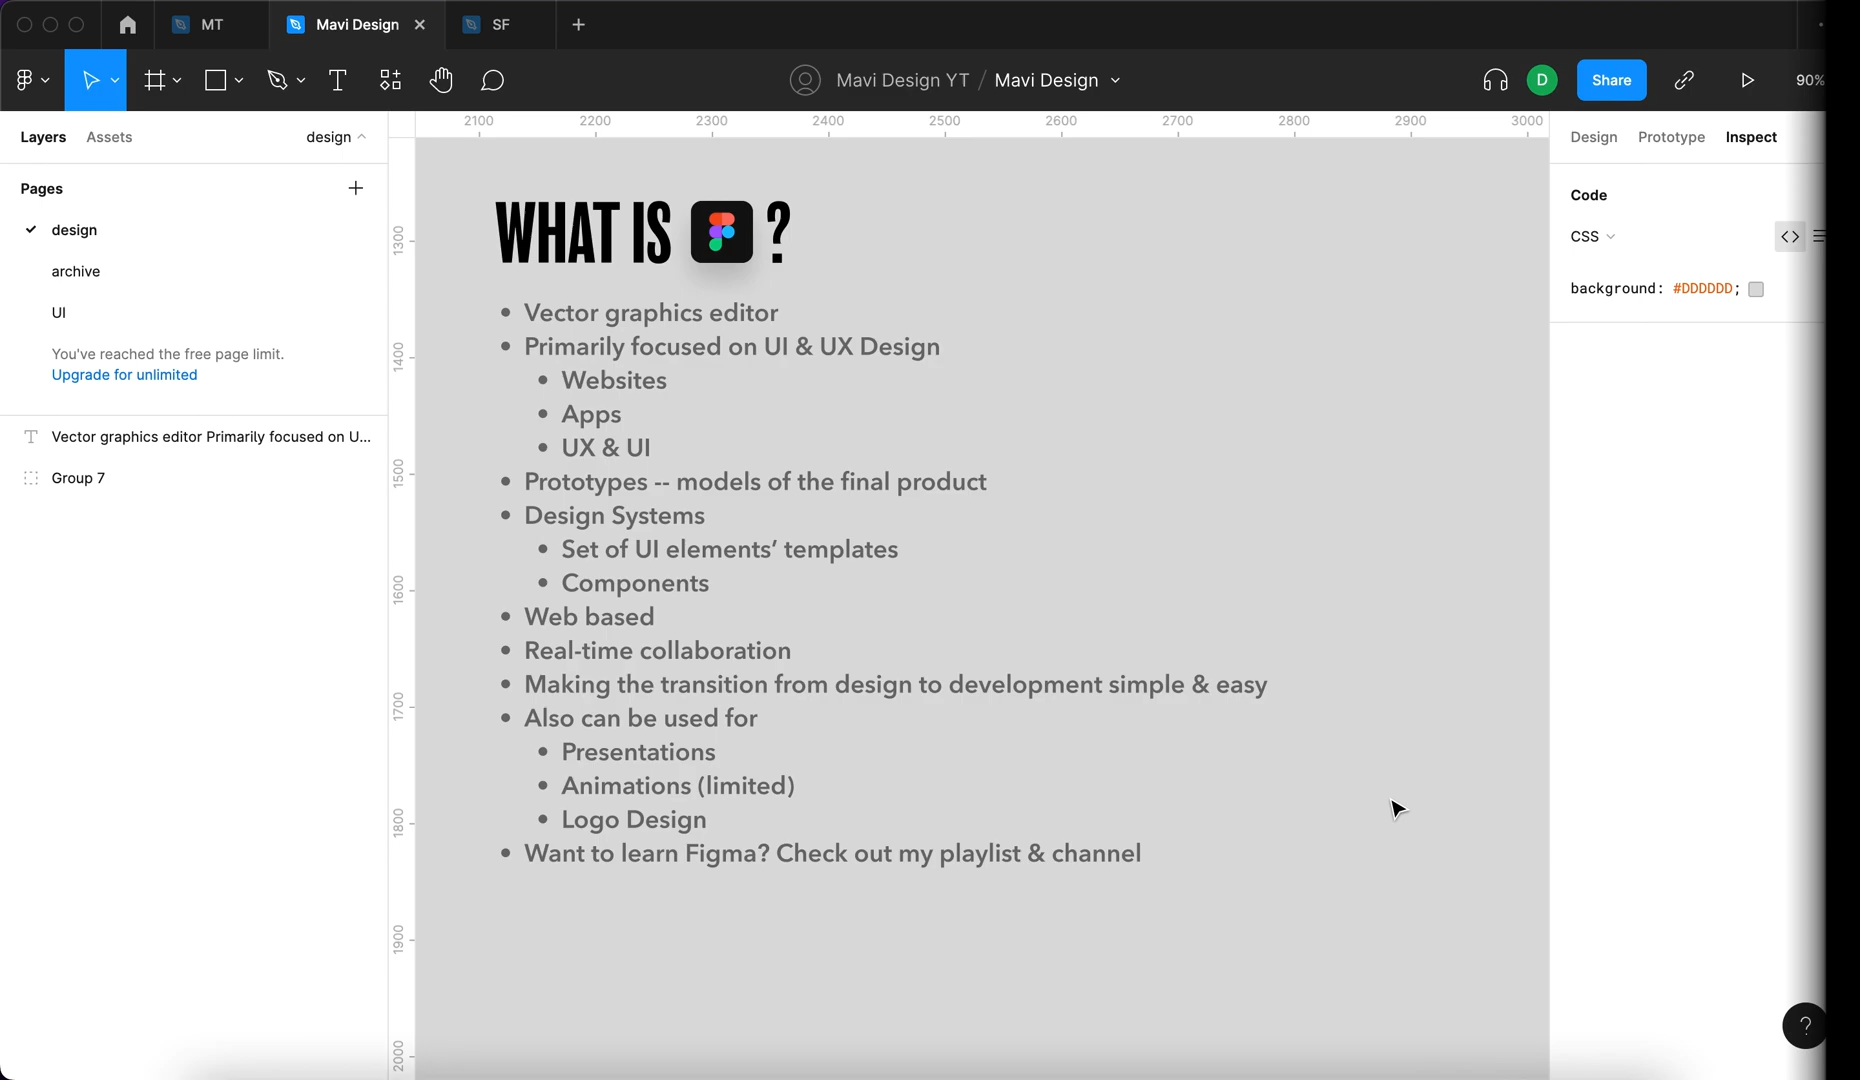 MT
Mavi Design
SF
Mavi Design YT / Mavi Design
D
Share
90%
Layers
Assets
design
2100 2200 2300 2400 2500 2600 2700 2800 2900 3000
Design
Prototype
Inspect
Pages
design
archive
UI
You've reached the free page limit.
Upgrade for unlimited
Vector graphics editor Primarily focused on U...
Group 7
1300
1400
1500
1600
1700
1800
1900
2000
WHAT IS ?
• Vector graphics editor
• Primarily focused on UI & UX Design
• Websites
• Apps
• UX & UI
• Prototypes -- models of the final product
• Design Systems
• Set of UI elements’ templates
• Components
• Web based
• Real-time collaboration
• Making the transition from design to development simple & easy
• Also can be used for
• Presentations
• Animations (limited)
• Logo Design
• Want to learn Figma? Check out my playlist & channel
Code
CSS
background: #DDDDDD;
?